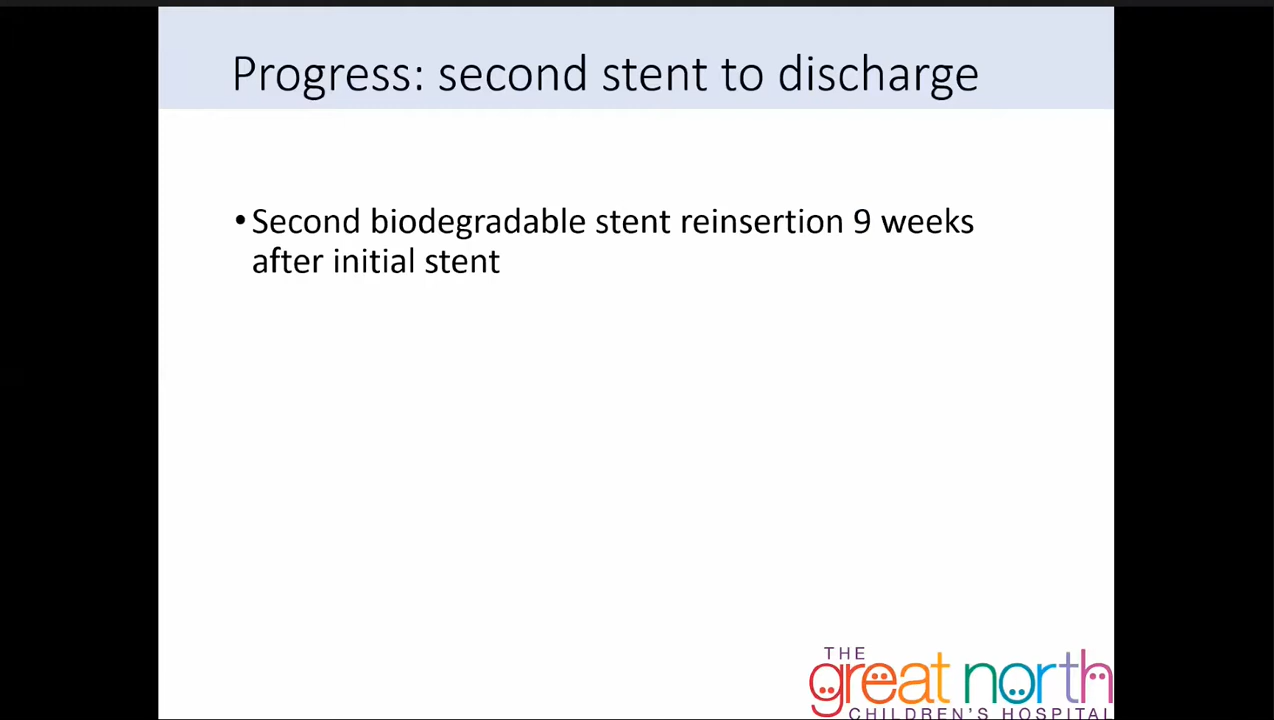 Progress: second stent to discharge
• Second biodegradable stent reinsertion 9 weeks
after initial stent
THE
great north
CHILDREN'S HOSPITAL